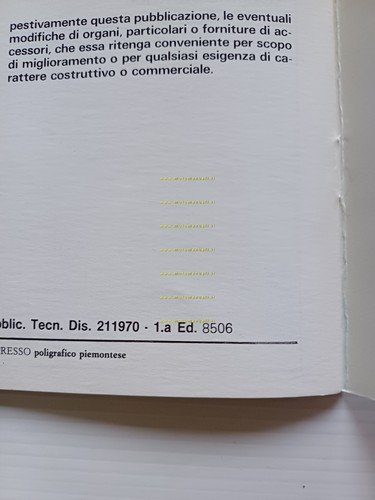 pestivamente questa pubblicazione, le eventuali
modifiche di organi, particolari o forniture di ac-
cessori, che essa ritenga conveniente per scopo
di miglioramento o per qualsiasi esigenza di ca-
rattere costruttivo o commerciale.
blic. Tecn. Dis. 211970 - 1.a Ed. 8506
RESSO poligrafico piemontese